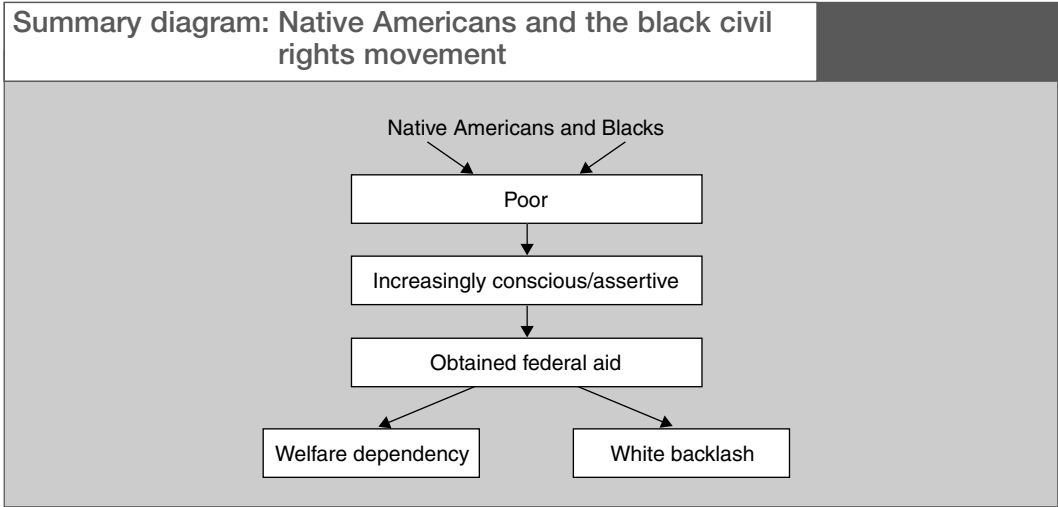 Summary diagram: Native Americans and the black civil
rights movement
Native Americans and Blacks
Poor
Increasingly conscious/assertive
Obtained federal aid
Welfare dependency
White backlash